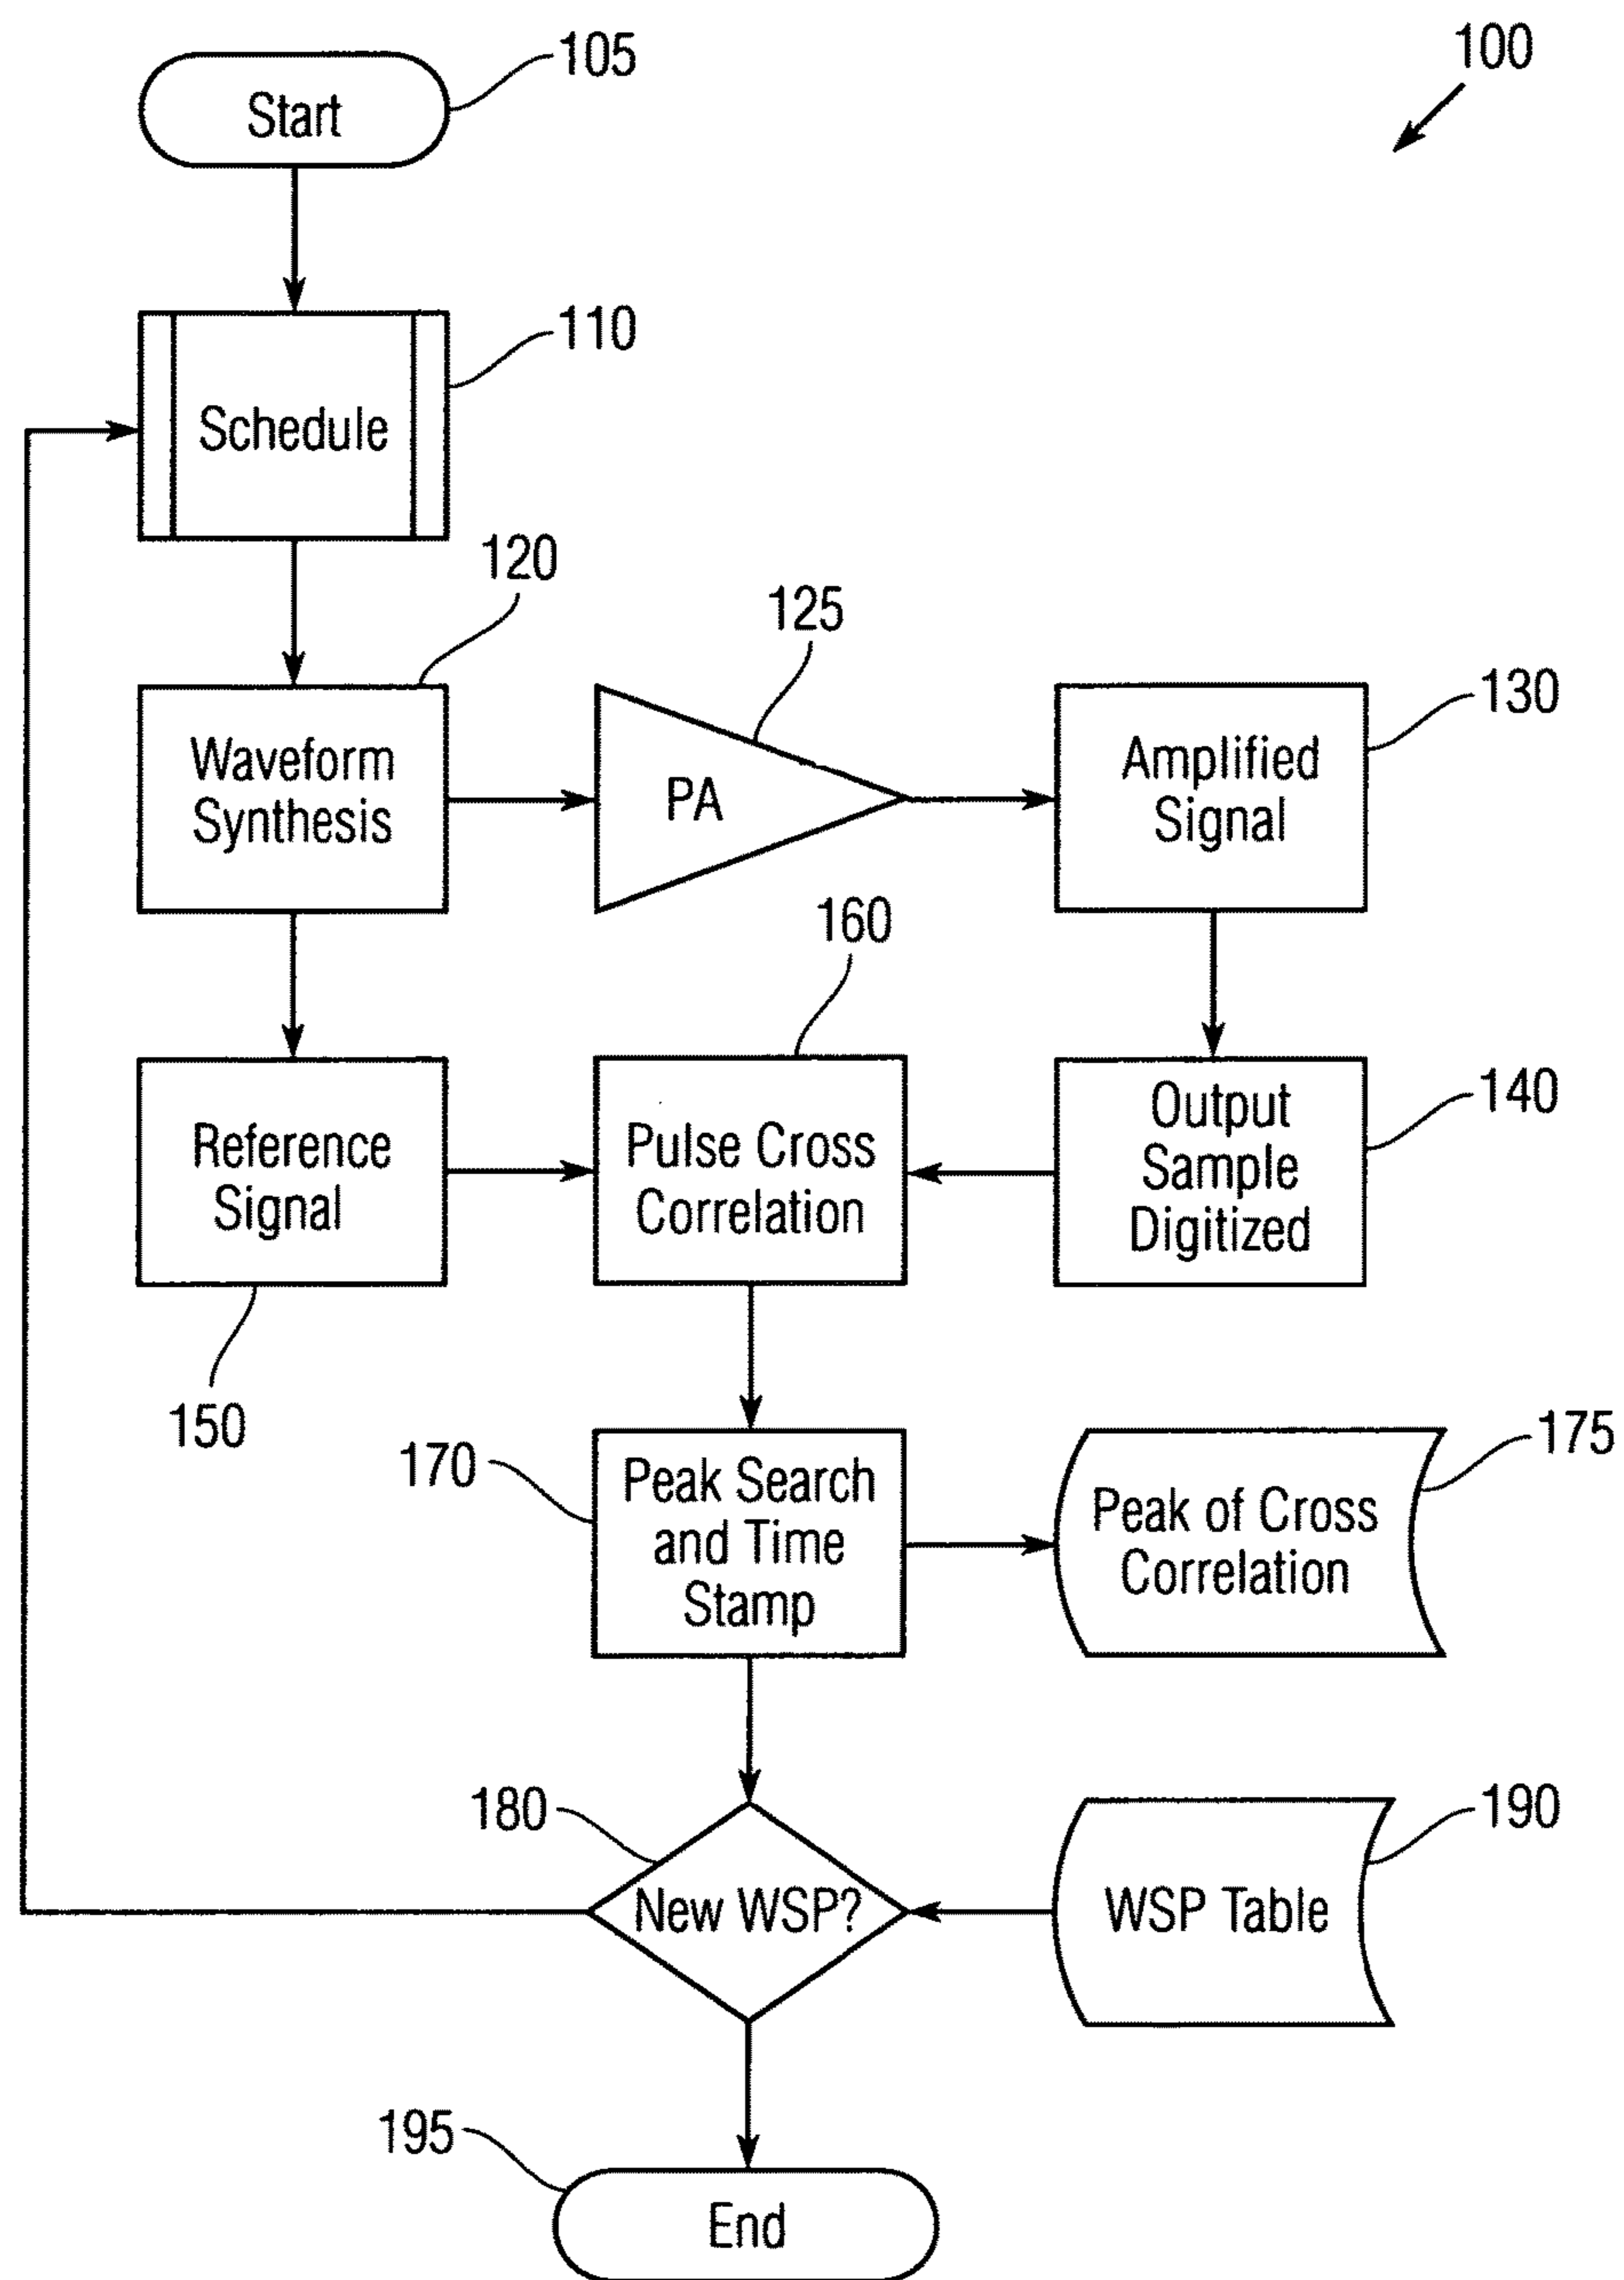 105
100
Start
110
Schedule
120
125
130
Waveform
Synthesis
PA
Amplified
Signal
160
140
Reference
Signal
Pulse Cross
Correlation
Output
Sample
Digitized
150
170
175
Peak Search
and Time
Stamp
Peak of Cross
Correlation
180
190
New WSP?
WSP Table
195
End